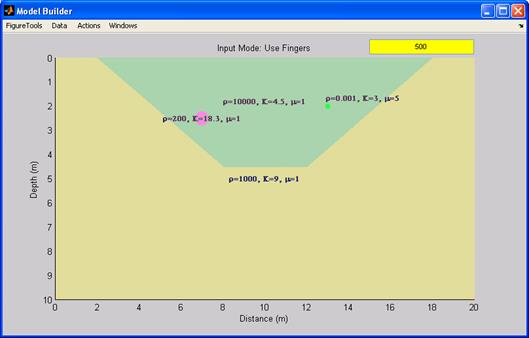 Model Builder
FigureTools Data Actions Windows
Input Mode: Use Fingers
500
ρ=10000, K=4.5, μ=1
ρ=0.001, K=3, μ=5
ρ=200, K=18.3, μ=1
ρ=1000, K=9, μ=1
Depth (m)
0
1
2
3
4
5
6
7
8
9
10
0 2 4 6 8 10 12 14 16 18 20
Distance (m)